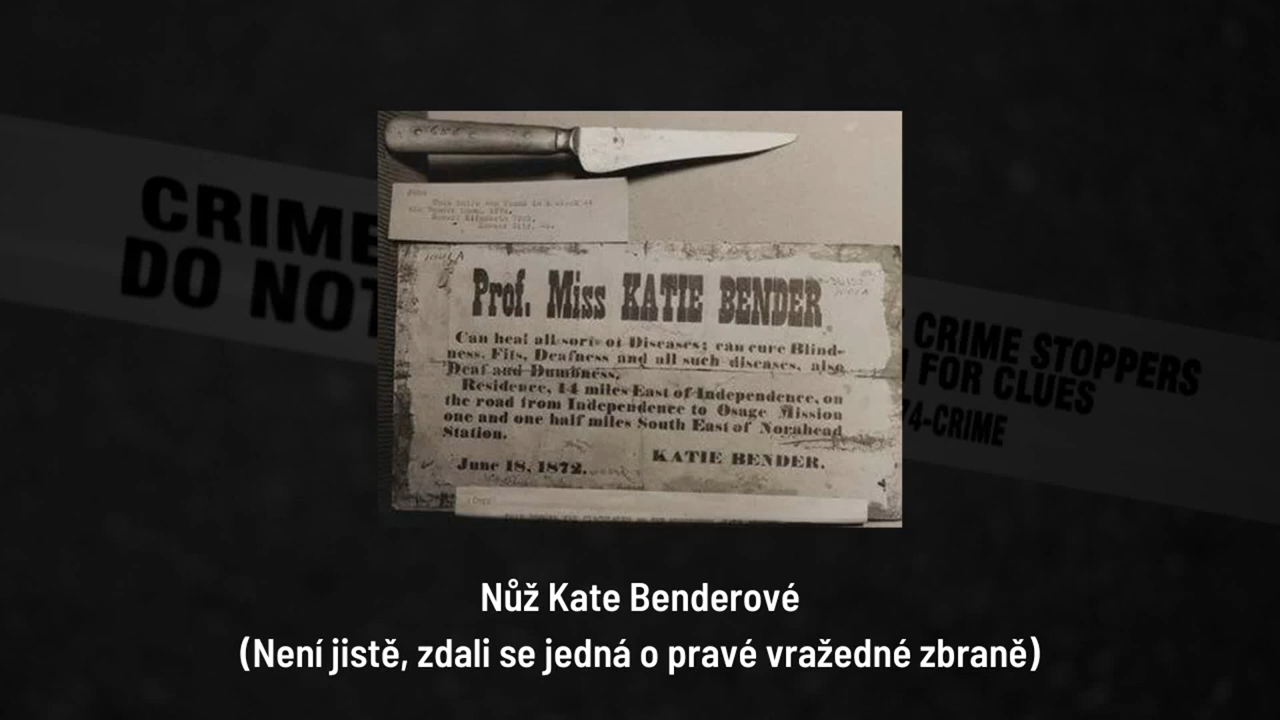 CRIME
DO NOT
CRIME STOPPERS
FOR CLUES
74-CRIME
Prof. Miss KATIE BENDER
Can heal all sorts of Diseases; can cure Blind-
ness, Fits, Deafness and all such diseases, also
Deaf and Dumbness.
Residence, 14 miles East of Independence, on
the road from Independence to Osage Mission
one and one half miles South East of Norahead
Station.
KATIE BENDER.
June 18, 1872.
Nůž Kate Benderové
(Není jistě, zdali se jedná o pravé vražedné zbraně)